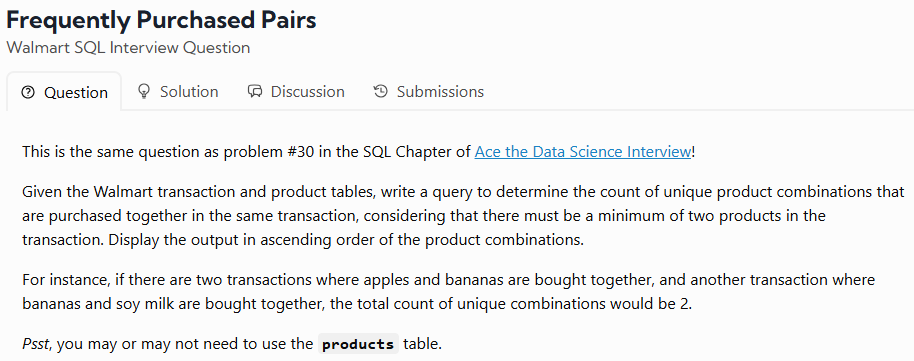 Frequently Purchased Pairs
Walmart SQL Interview Question
Question Solution Discussion Submissions
This is the same question as problem #30 in the SQL Chapter of Ace the Data Science Interview!
Given the Walmart transaction and product tables, write a query to determine the count of unique product combinations that
are purchased together in the same transaction, considering that there must be a minimum of two products in the
transaction. Display the output in ascending order of the product combinations.
For instance, if there are two transactions where apples and bananas are bought together, and another transaction where
bananas and soy milk are bought together, the total count of unique combinations would be 2.
Psst, you may or may not need to use the products table.